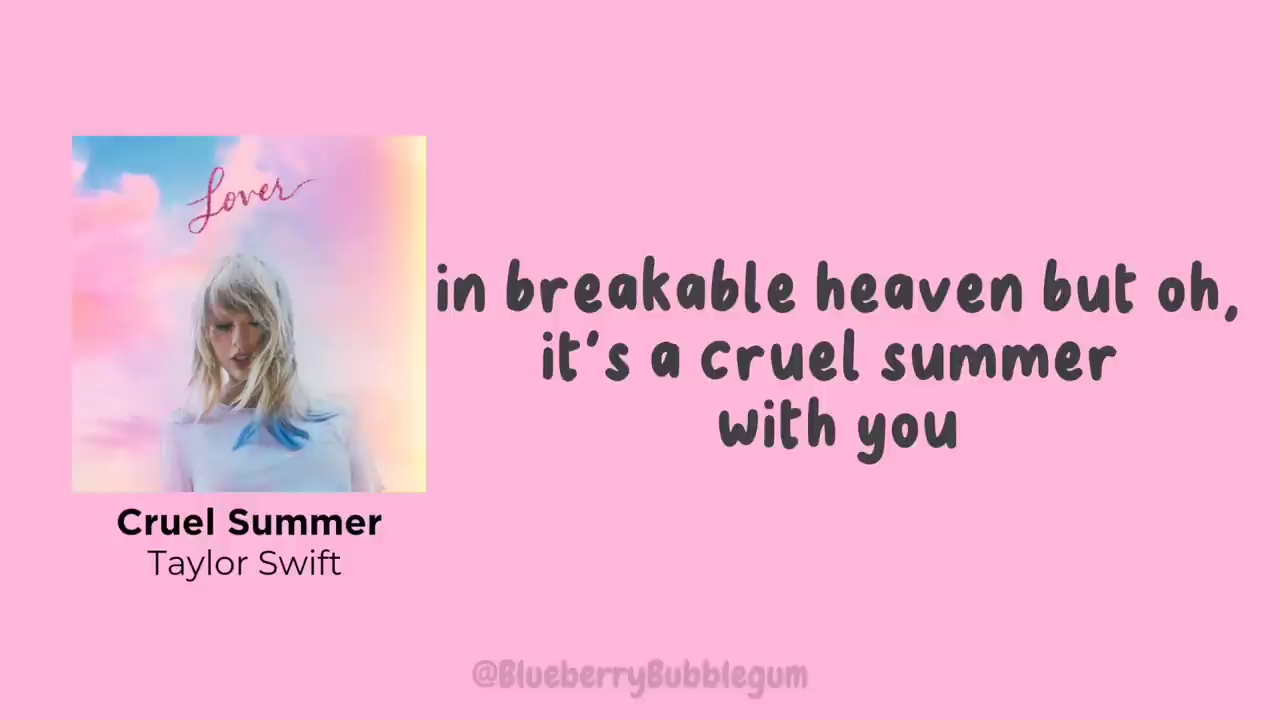 Lover
in breakable heaven but oh,
it's a cruel summer
with you
Cruel Summer
Taylor Swift
@BlueberryBubblegum